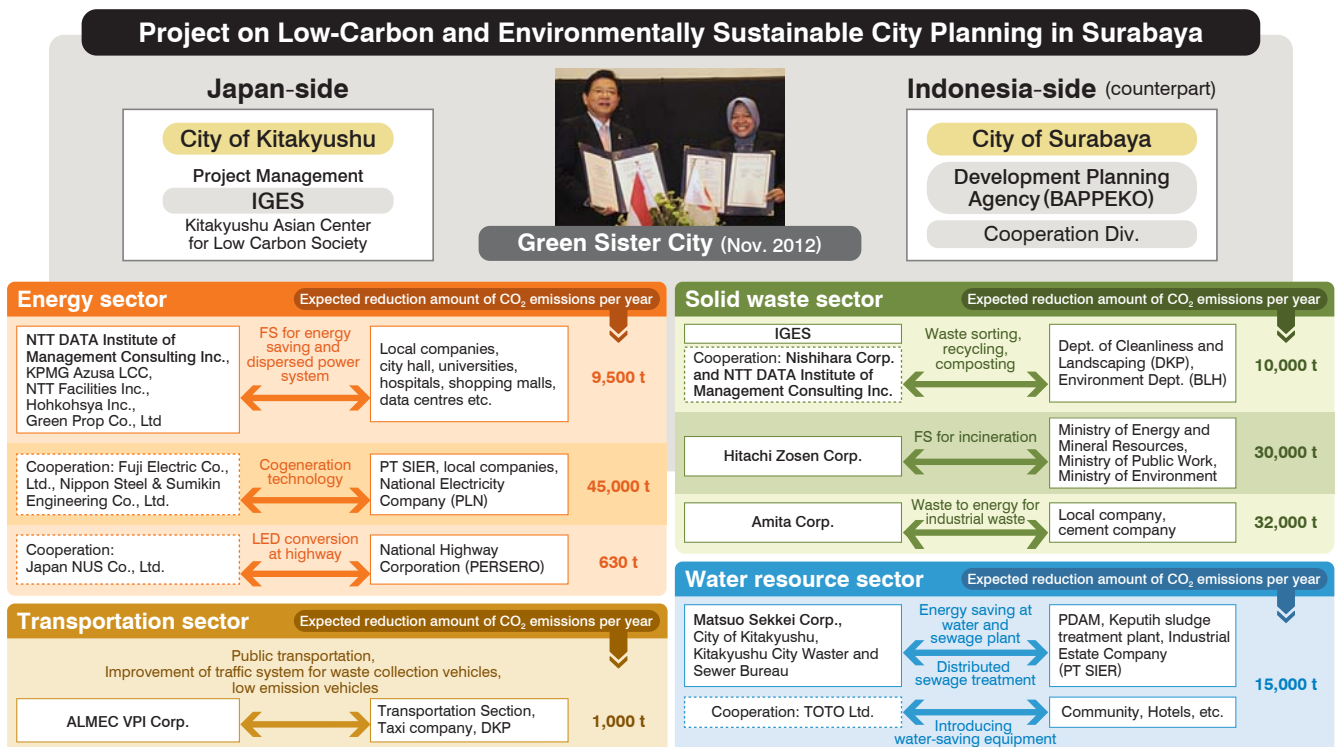 Project on Low-Carbon and Environmentally Sustainable City Planning in Surabaya
Japan-side
City of Kitakyushu
Project Management
IGES
Kitakyushu Asian Center
for Low Carbon Society
Green Sister City (Nov. 2012)
Indonesia-side (counterpart)
City of Surabaya
Development Planning
Agency (BAPPEKO)
Cooperation Div.
Energy sector
Expected reduction amount of CO₂ emissions per year
NTT DATA Institute of
Management Consulting Inc.,
KPMG Azusa LCC,
NTT Facilities Inc.,
Hohkohsya Inc.,
Green Prop Co., Ltd
FS for energy
saving and
dispersed power
system
Local companies,
city hall, universities,
hospitals, shopping malls,
data centres etc.
9,500 t
Cooperation: Fuji Electric Co.,
Ltd., Nippon Steel & Sumikin
Engineering Co., Ltd.
Cogeneration
technology
PT SIER, local companies,
National Electricity
Company (PLN)
45,000 t
Cooperation:
Japan NUS Co., Ltd.
LED conversion
at highway
National Highway
Corporation (PERSERO)
630 t
Transportation sector
Expected reduction amount of CO₂ emissions per year
Public transportation,
Improvement of traffic system for waste collection vehicles,
low emission vehicles
ALMEC VPI Corp.
Transportation Section,
Taxi company, DKP
1,000 t
Solid waste sector
Expected reduction amount of CO₂ emissions per year
IGES
Cooperation: Nishihara Corp.
and NTT DATA Institute of
Management Consulting Inc.
Waste sorting,
recycling,
composting
Dept. of Cleanliness and
Landscaping (DKP),
Environment Dept. (BLH)
10,000 t
Hitachi Zosen Corp.
FS for incineration
Ministry of Energy and
Mineral Resources,
Ministry of Public Work,
Ministry of Environment
30,000 t
Amita Corp.
Waste to energy for
industrial waste
Local company,
cement company
32,000 t
Water resource sector
Expected reduction amount of CO₂ emissions per year
Matsuo Sekkei Corp.,
City of Kitakyushu,
Kitakyushu City Waster and
Sewer Bureau
Energy saving at
water and
sewage plant
Distributed
sewage treatment
PDAM, Keputih sludge
treatment plant, Industrial
Estate Company
(PT SIER)
15,000 t
Cooperation: TOTO Ltd.
Introducing
water-saving equipment
Community, Hotels, etc.